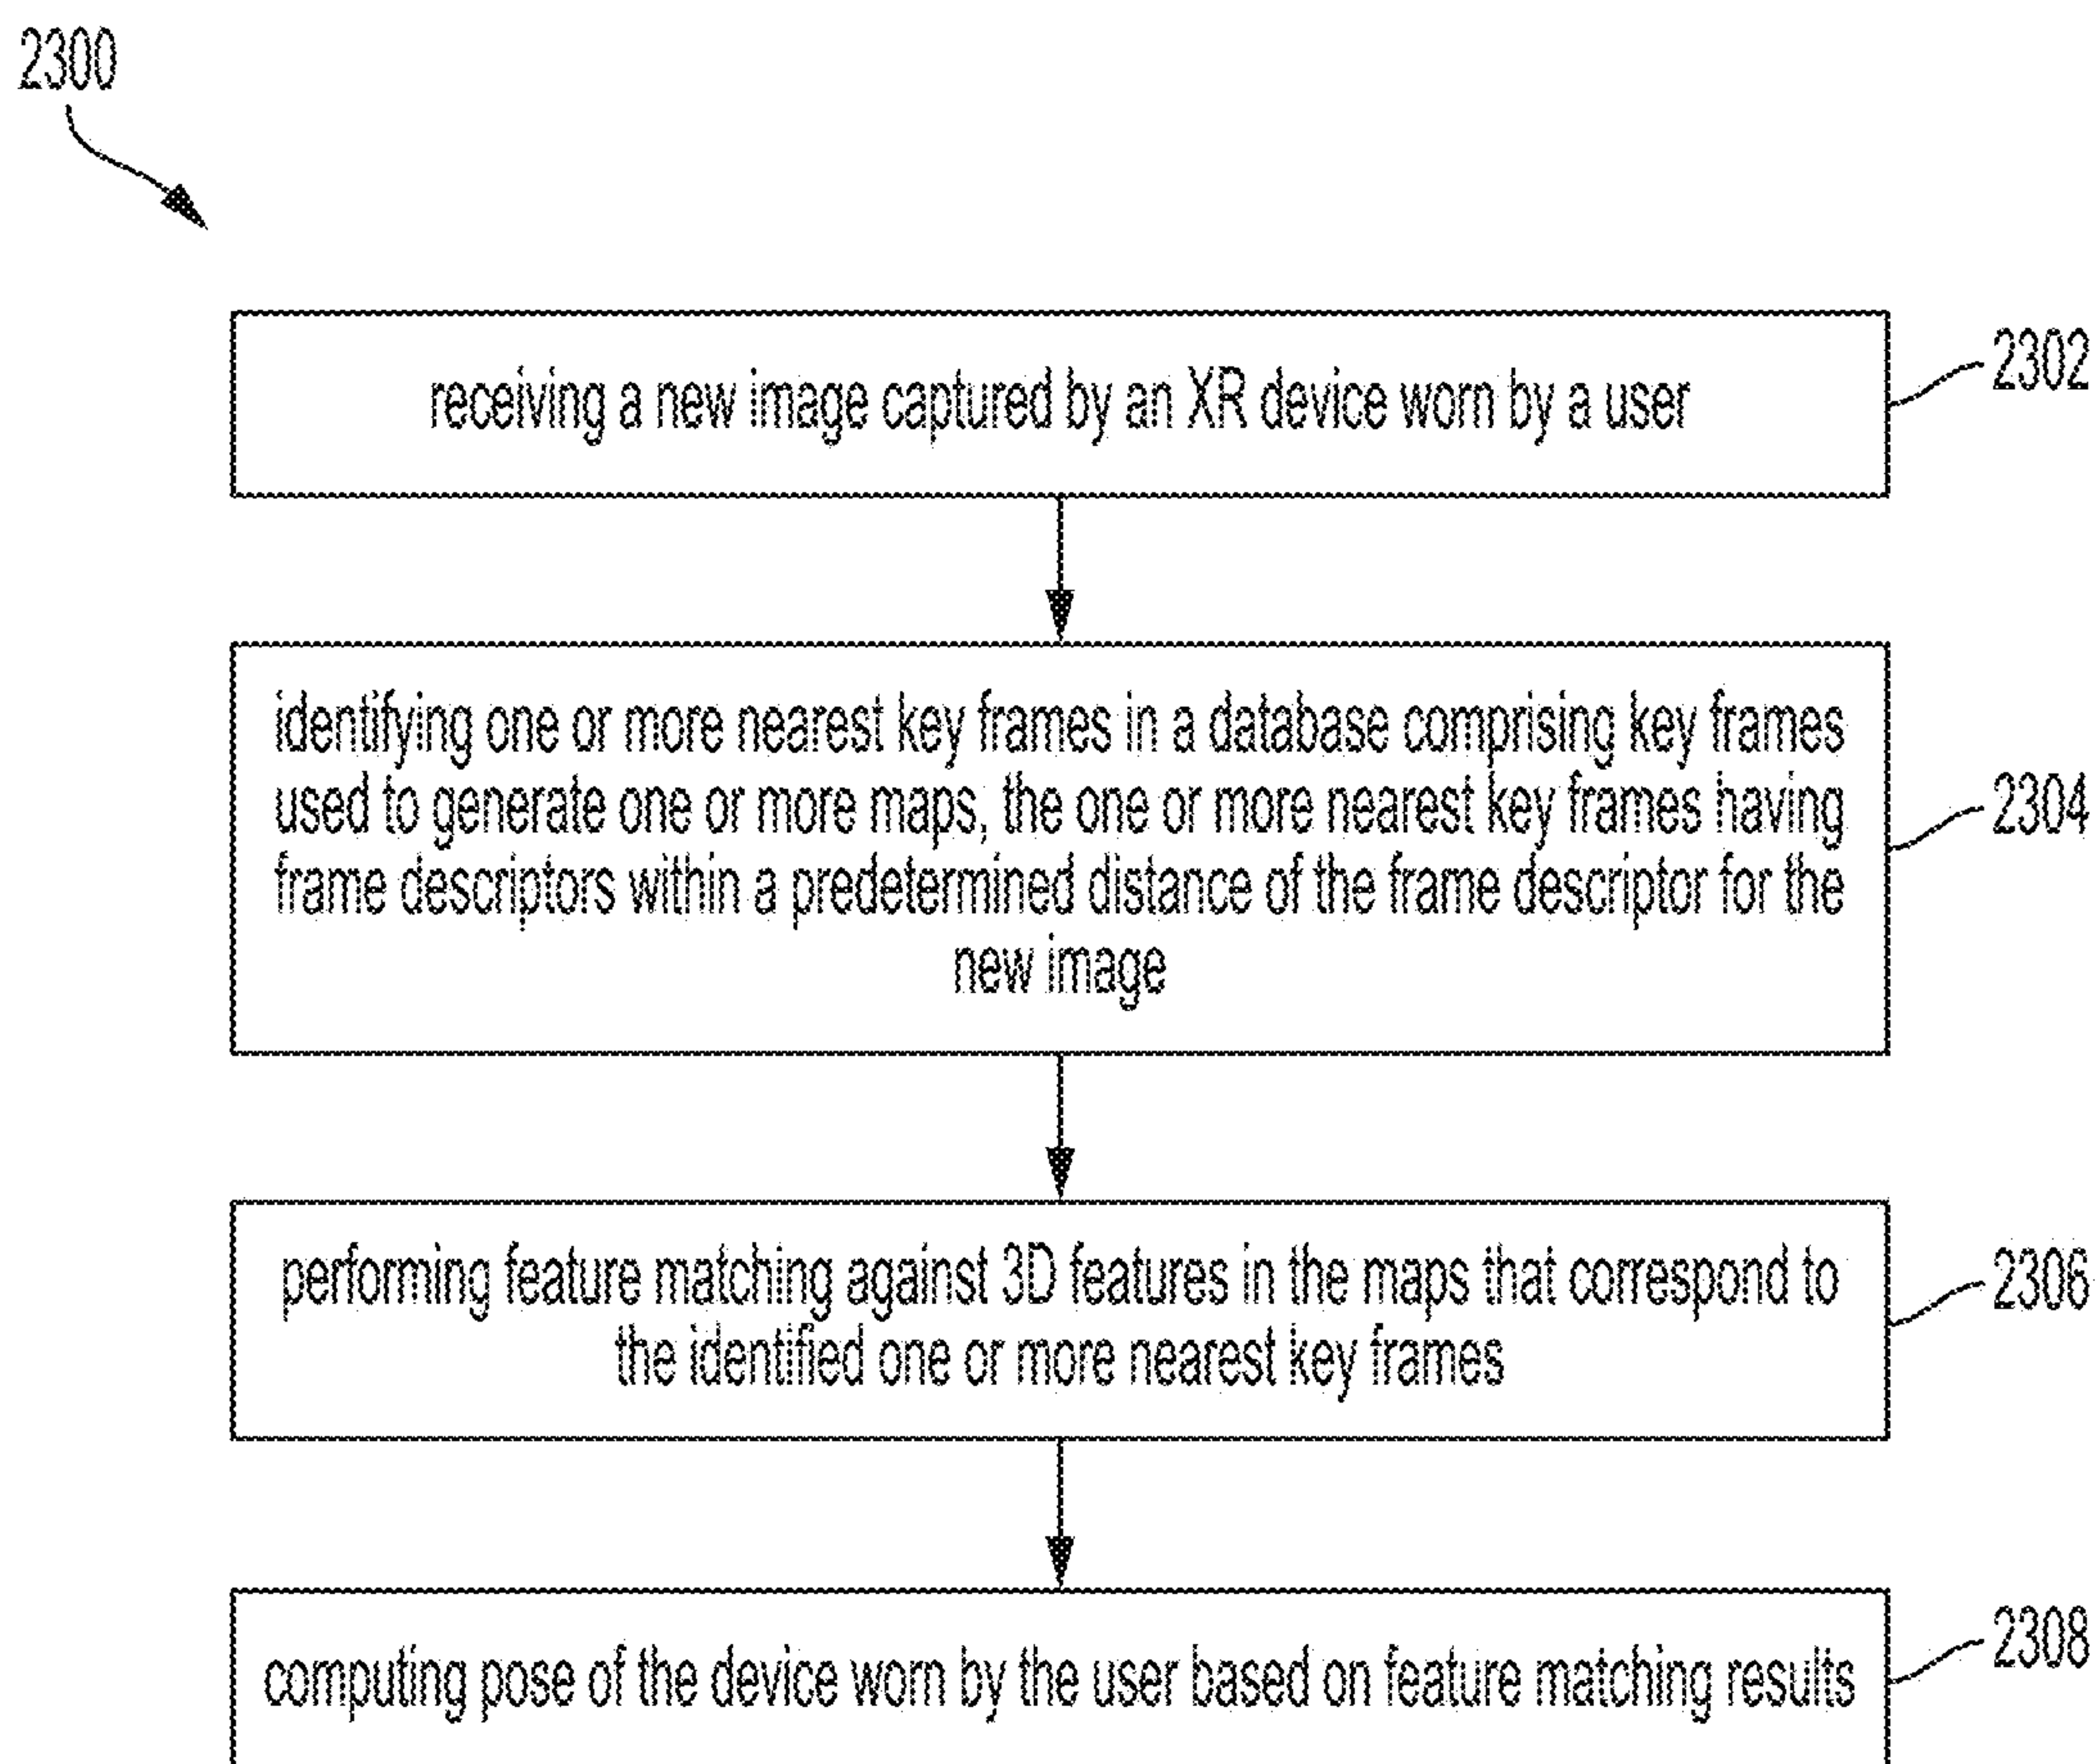 2300
receiving a new image captured by an XR device worn by a user
2302
identifying one or more nearest key frames in a database comprising key frames
used to generate one or more maps, the one or more nearest key frames having
frame descriptors within a predetermined distance of the frame descriptor for the
new image
2304
performing feature matching against 3D features in the maps that correspond to
the identified one or more nearest key frames
2306
computing pose of the device worn by the user based on feature matching results
2308